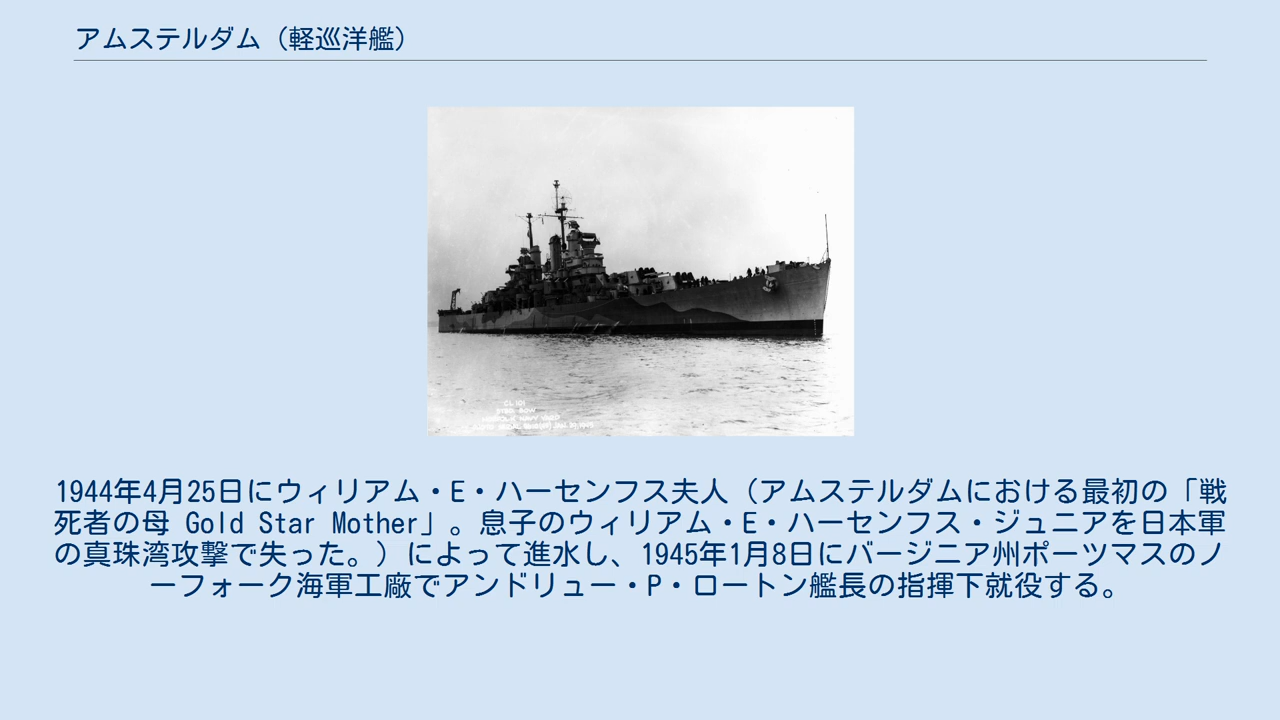 アムステルダム（軽巡洋艦）
CL 101
STBD. BOW
NORFOLK NAVY YARD
1944年4月25日にウィリアム・E・ハーセンフス夫人（アムステルダムにおける最初の「戦
死者の母 Gold Star Mother」。息子のウィリアム・E・ハーセンフス・ジュニアを日本軍
の真珠湾攻撃で失った。）によって進水し、1945年1月8日にバージニア州ポーツマスのノ
ーフォーク海軍工廠でアンドリュー・P・ロートン艦長の指揮下就役する。